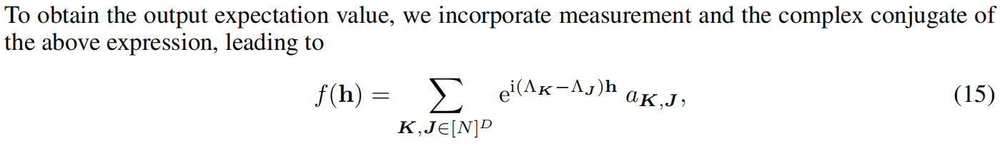 To obtain the output expectation value, we incorporate measurement and the complex conjugate of
the above expression, leading to
f(h) = ∑_{K,J∈[N]^D} e^{i(Λ_K−Λ_J)h} a_{K,J}, (15)